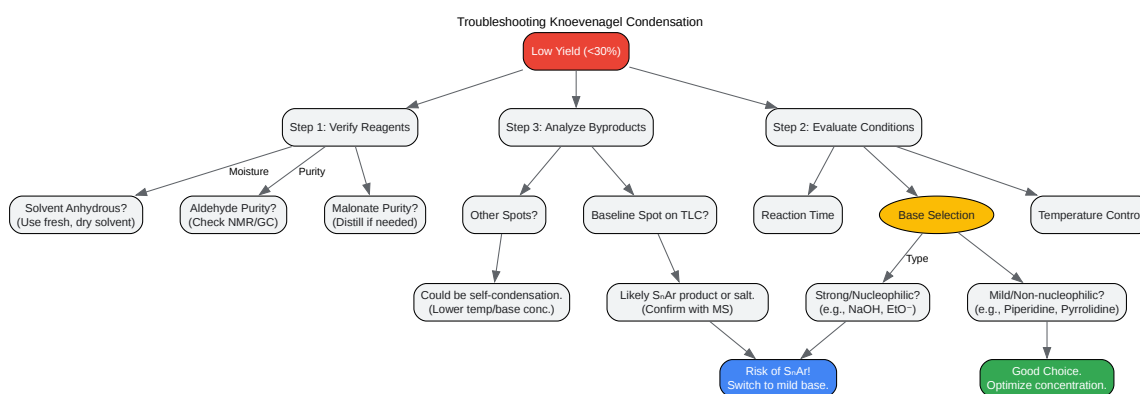 Troubleshooting Knoevenagel Condensation
Low Yield (<30%)
Step 1: Verify Reagents
Step 3: Analyze Byproducts
Step 2: Evaluate Conditions
Moisture
Purity
Solvent Anhydrous?
(Use fresh, dry solvent)
Aldehyde Purity?
(Check NMR/GC)
Malonate Purity?
(Distill if needed)
Other Spots?
Baseline Spot on TLC?
Reaction Time
Base Selection
Temperature Contro
Type
Could be self-condensation.
(Lower temp/base conc.)
Likely SₙAr product or salt.
(Confirm with MS)
Strong/Nucleophilic?
(e.g., NaOH, EtO⁻)
Mild/Non-nucleophilic?
(e.g., Piperidine, Pyrrolidine)
Risk of SₙAr!
Switch to mild base.
Good Choice.
Optimize concentration.